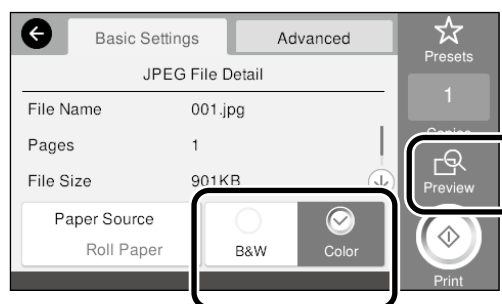 Basic Settings
Advanced
Presets
JPEG File Detail
1
File Name 001.jpg
Copies
Pages 1
File Size 901KB
Preview
Paper Source
Roll Paper
B&W
Color
Print